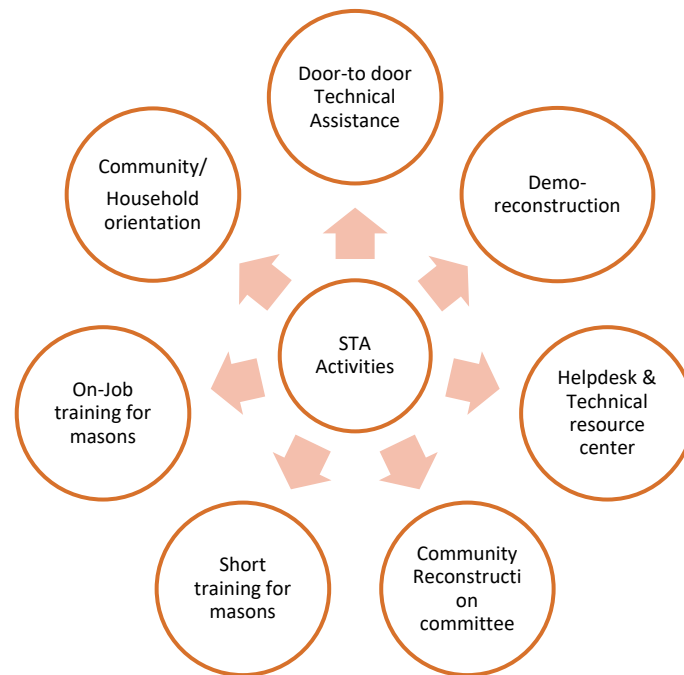 Door-to door
Technical
Assistance
Demo-
reconstruction
Helpdesk &
Technical
resource
center
Community
Reconstructi
on
committee
Short
training for
masons
On-Job
training for
masons
Community/
Household
orientation
STA
Activities